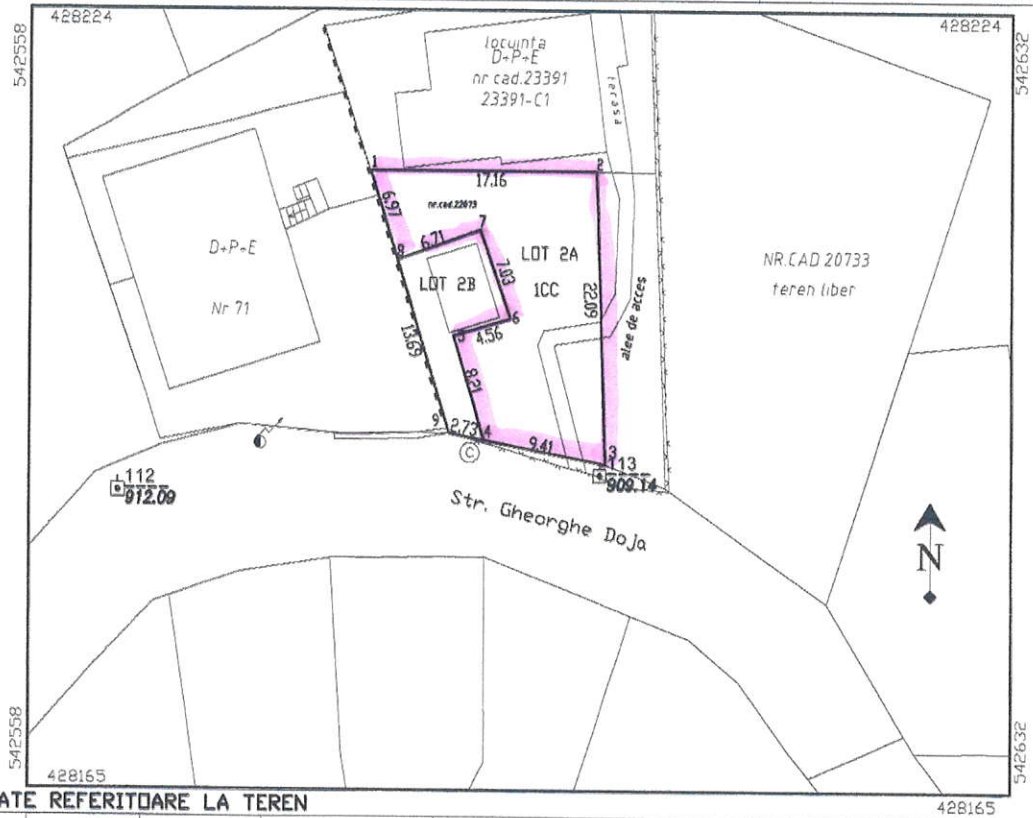 428224
428224
542558
542632
locuinta
D+P+E
nr cad.23391
23391-C1
terasa
1
2
17.16
6.97
nr.cad.22073
7
6.71
8
7.03
LOT 2A
1CC
LOT 2B
D+P+E
Nr 71
NR.CAD 20733
teren liber
22.09
alee de acces
6
5
4.56
13.69
8.21
9
2.73
4
C
9.41
3
113
909.14
112
912.09
Str. Gheorghe Doja
N
542558
542632
428165
428165
ATE REFERITOARE LA TEREN